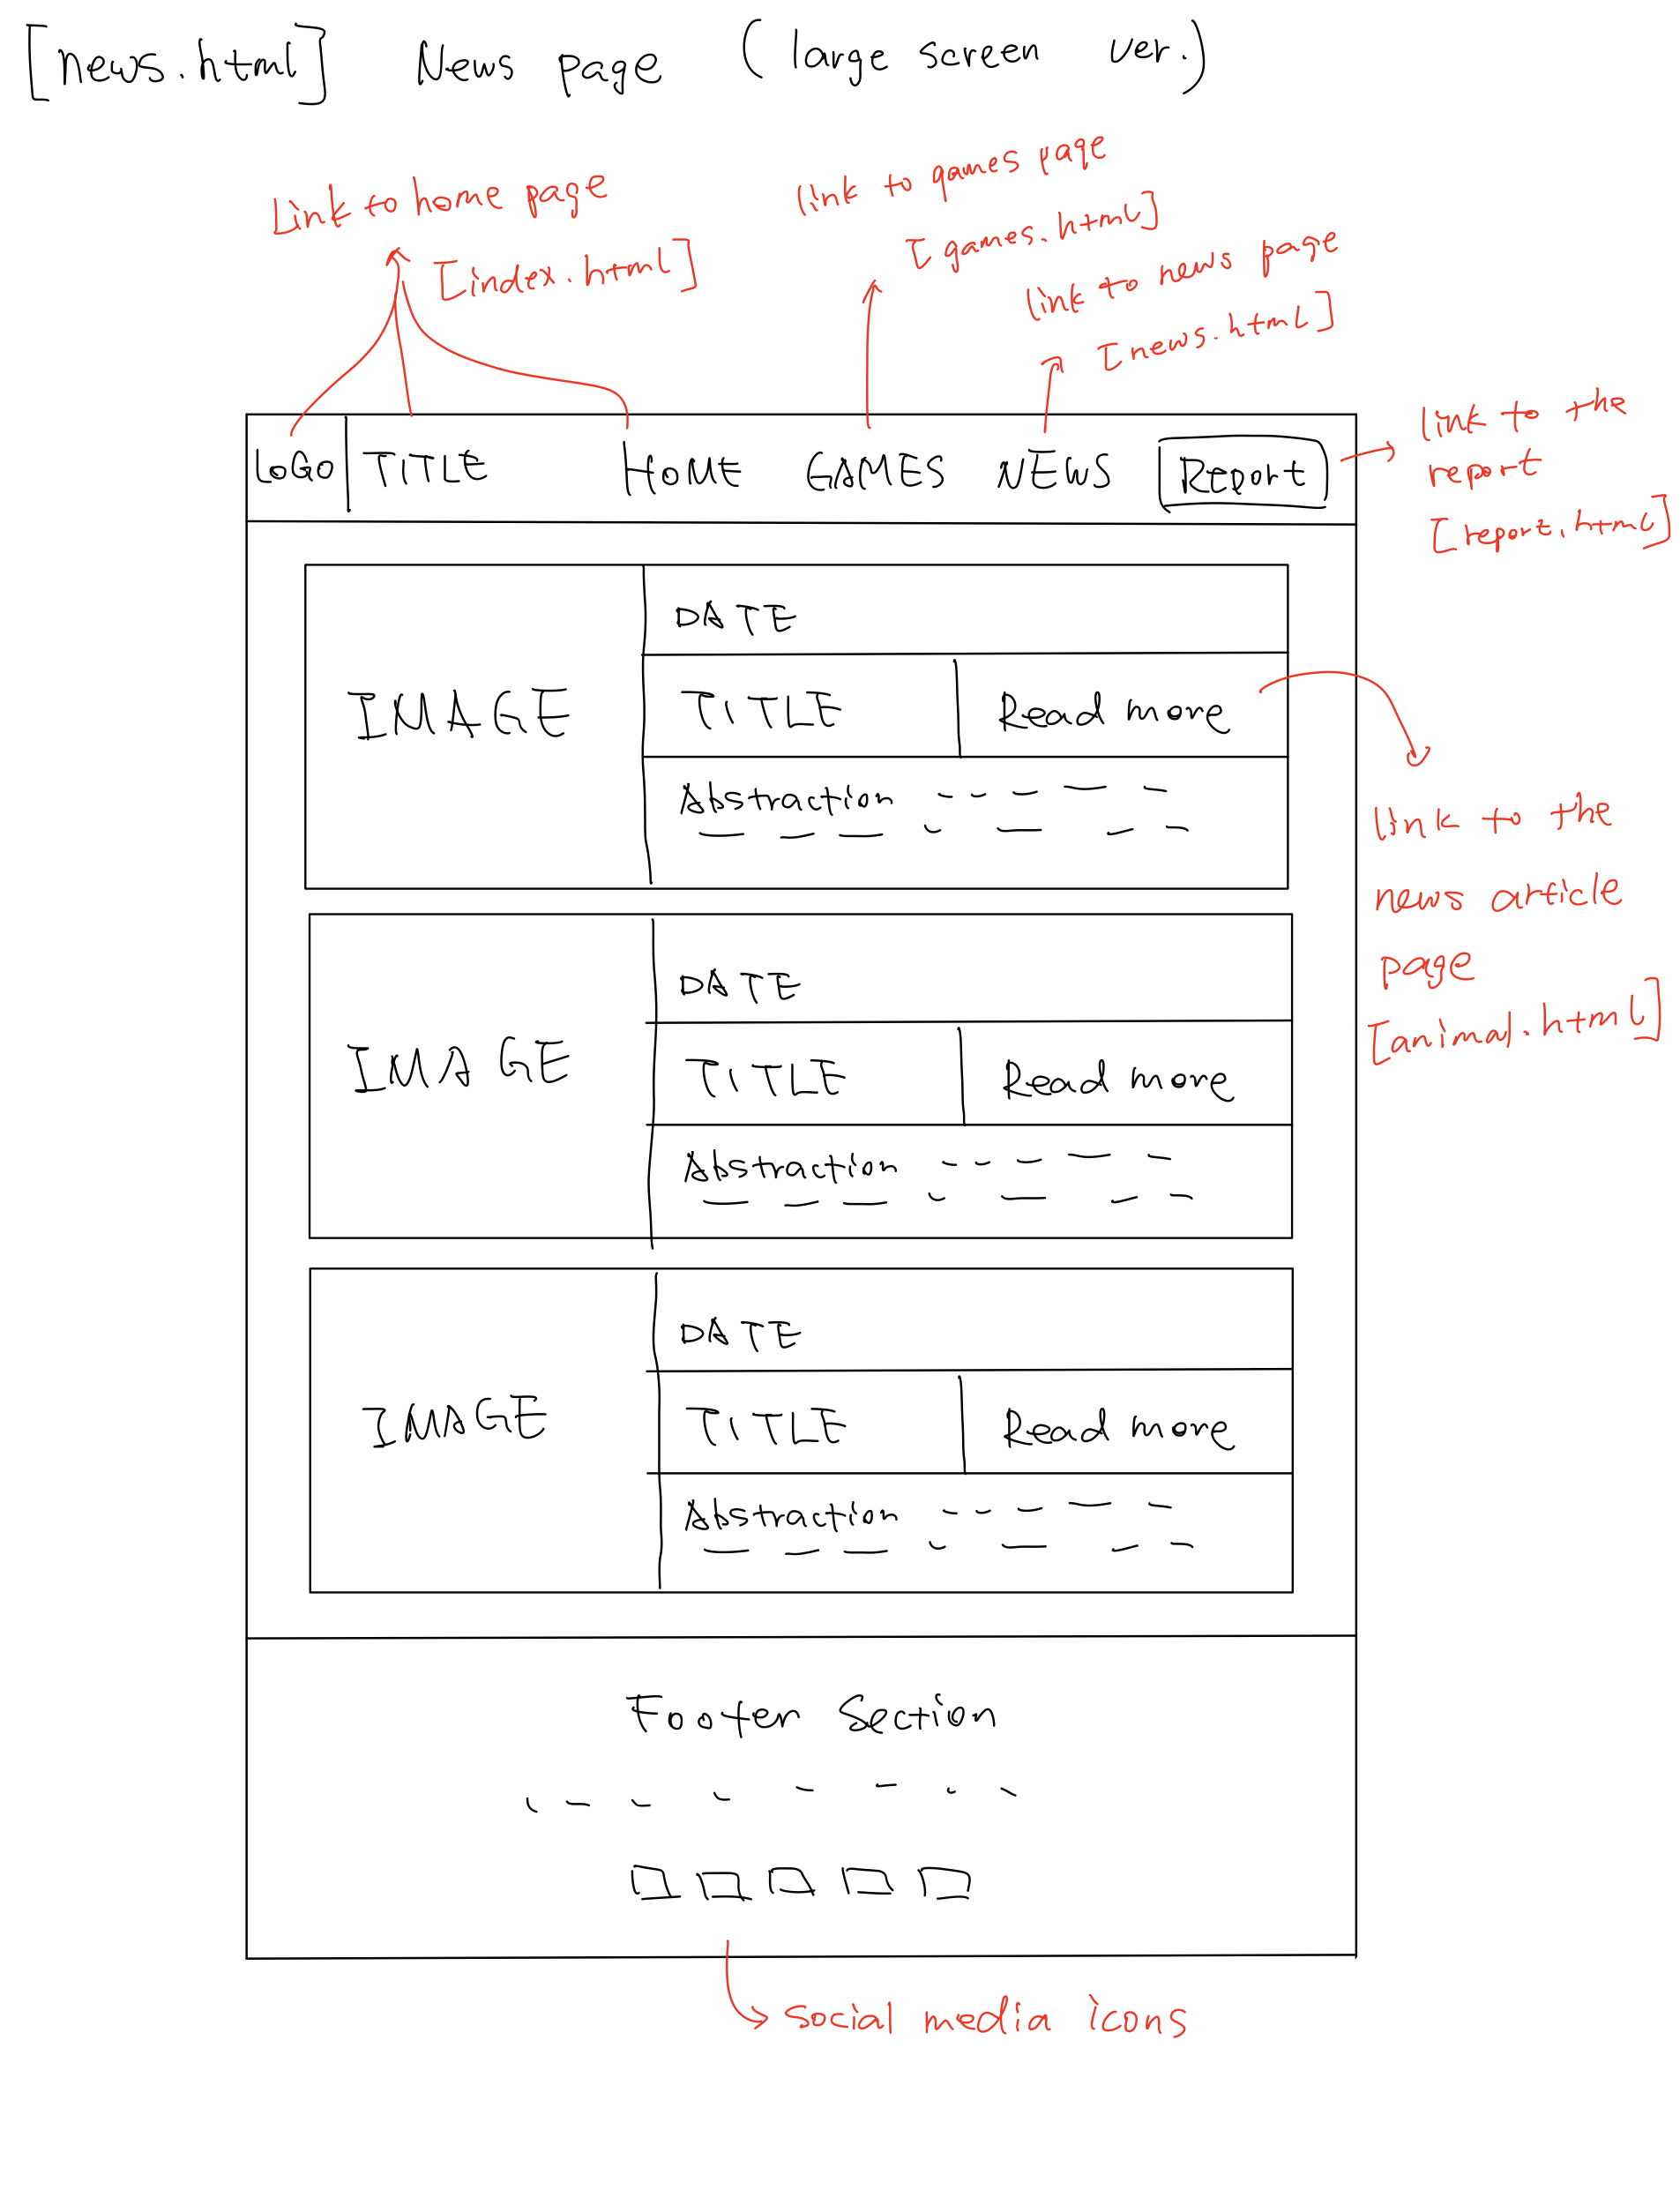 [news.html] News page (large screen ver.)
Link to home page
[index.html]
link to games page
[games.html]
link to news page
[news.html]
LOGO TITLE HOME GAMES NEWS Report
link to the
report
[report.html]
IMAGE
DATE
TITLE Read more
Abstraction
link to the
news article
page
[animal.html]
IMAGE
DATE
TITLE Read more
Abstraction
IMAGE
DATE
TITLE Read more
Abstraction
Footer Section
social media icons